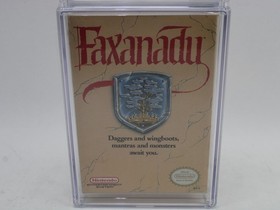 Faxanadu
Daggers and wingboots,
mantras and monsters
await you.
Nintendo